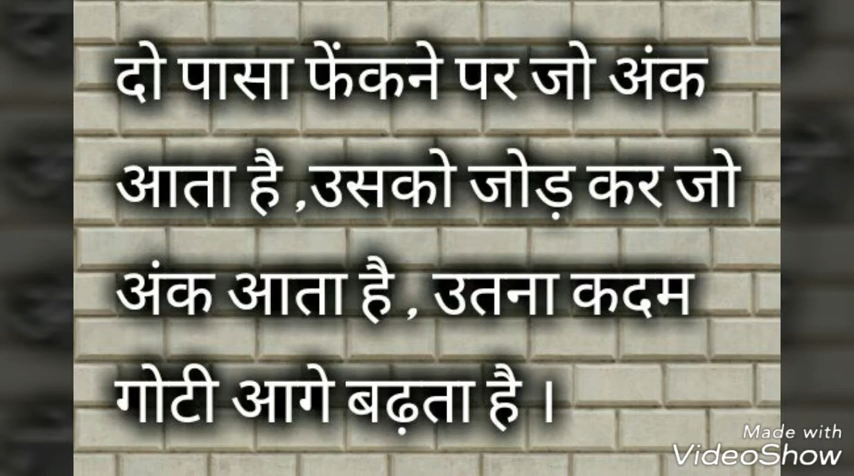 दो पासा फेंकने पर जो अंक
आता है ,उसको जोड़ कर जो
अंक आता है , उतना कदम
गोटी आगे बढ़ता है ।
Made with
VideoShow